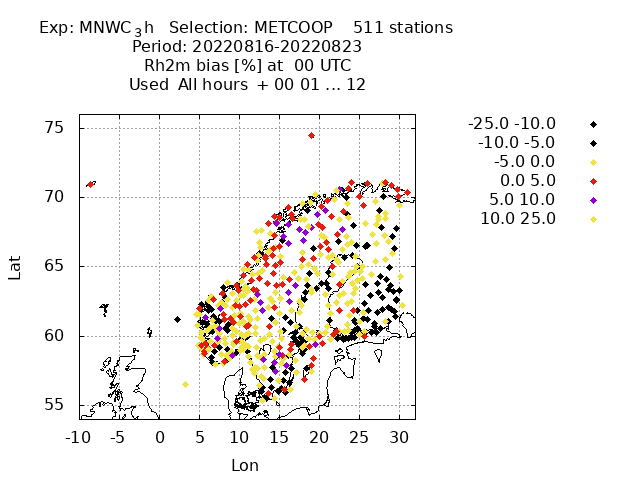 Exp: MNWC₃h Selection: METCOOP 511 stations
Period: 20220816-20220823
Rh2m bias [%] at 00 UTC
Used All hours + 00 01 ... 12
-25.0 -10.0
-10.0 -5.0
-5.0 0.0
0.0 5.0
5.0 10.0
10.0 25.0
75
70
65
60
55
Lat
-10 -5 0 5 10 15 20 25 30
Lon